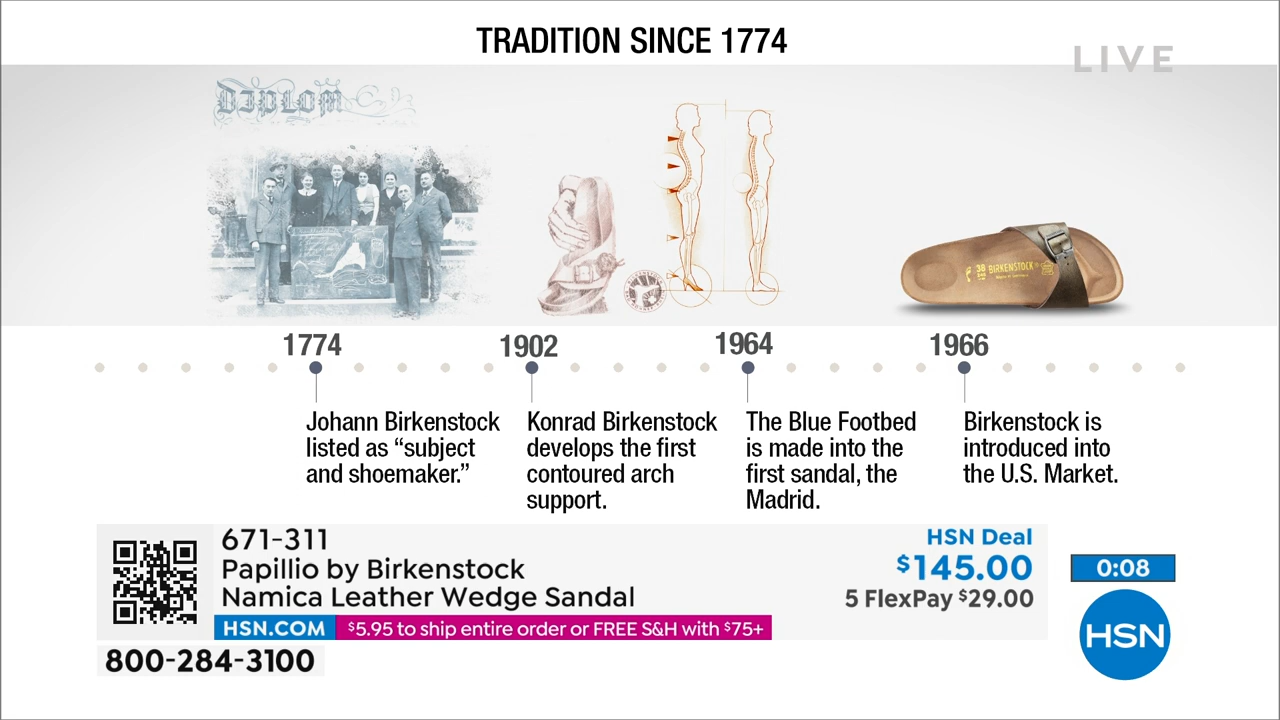 TRADITION SINCE 1774
LIVE
Diplom
38
BIRKENSTOCK
1774
1902
1964
1966
Johann Birkenstock
listed as “subject
and shoemaker.”
Konrad Birkenstock
develops the first
contoured arch
support.
The Blue Footbed
is made into the
first sandal, the
Madrid.
Birkenstock is
introduced into
the U.S. Market.
671-311
Papillio by Birkenstock
Namica Leather Wedge Sandal
HSN.COM $5.95 to ship entire order or FREE S&H with $75+
800-284-3100
HSN Deal
$145.00
5 FlexPay $29.00
0:08
HSN